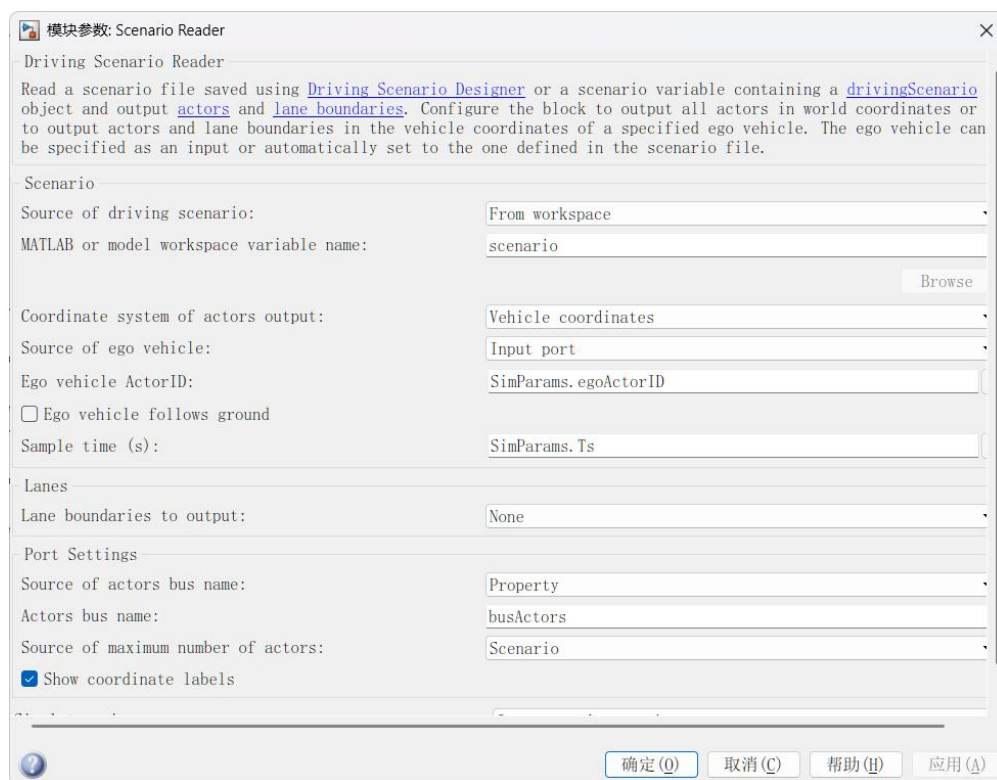 模块参数: Scenario Reader
Driving Scenario Reader
Read a scenario file saved using Driving Scenario Designer or a scenario variable containing a drivingScenario
object and output actors and lane boundaries. Configure the block to output all actors in world coordinates or
to output actors and lane boundaries in the vehicle coordinates of a specified ego vehicle. The ego vehicle can
be specified as an input or automatically set to the one defined in the scenario file.
Scenario
Source of driving scenario: From workspace
MATLAB or model workspace variable name: scenario
Browse
Coordinate system of actors output: Vehicle coordinates
Source of ego vehicle: Input port
Ego vehicle ActorID: SimParams.egoActorID
Ego vehicle follows ground
Sample time (s): SimParams.Ts
Lanes
Lane boundaries to output: None
Port Settings
Source of actors bus name: Property
Actors bus name: busActors
Source of maximum number of actors: Scenario
Show coordinate labels
确定(O) 取消(C) 帮助(H) 应用(A)